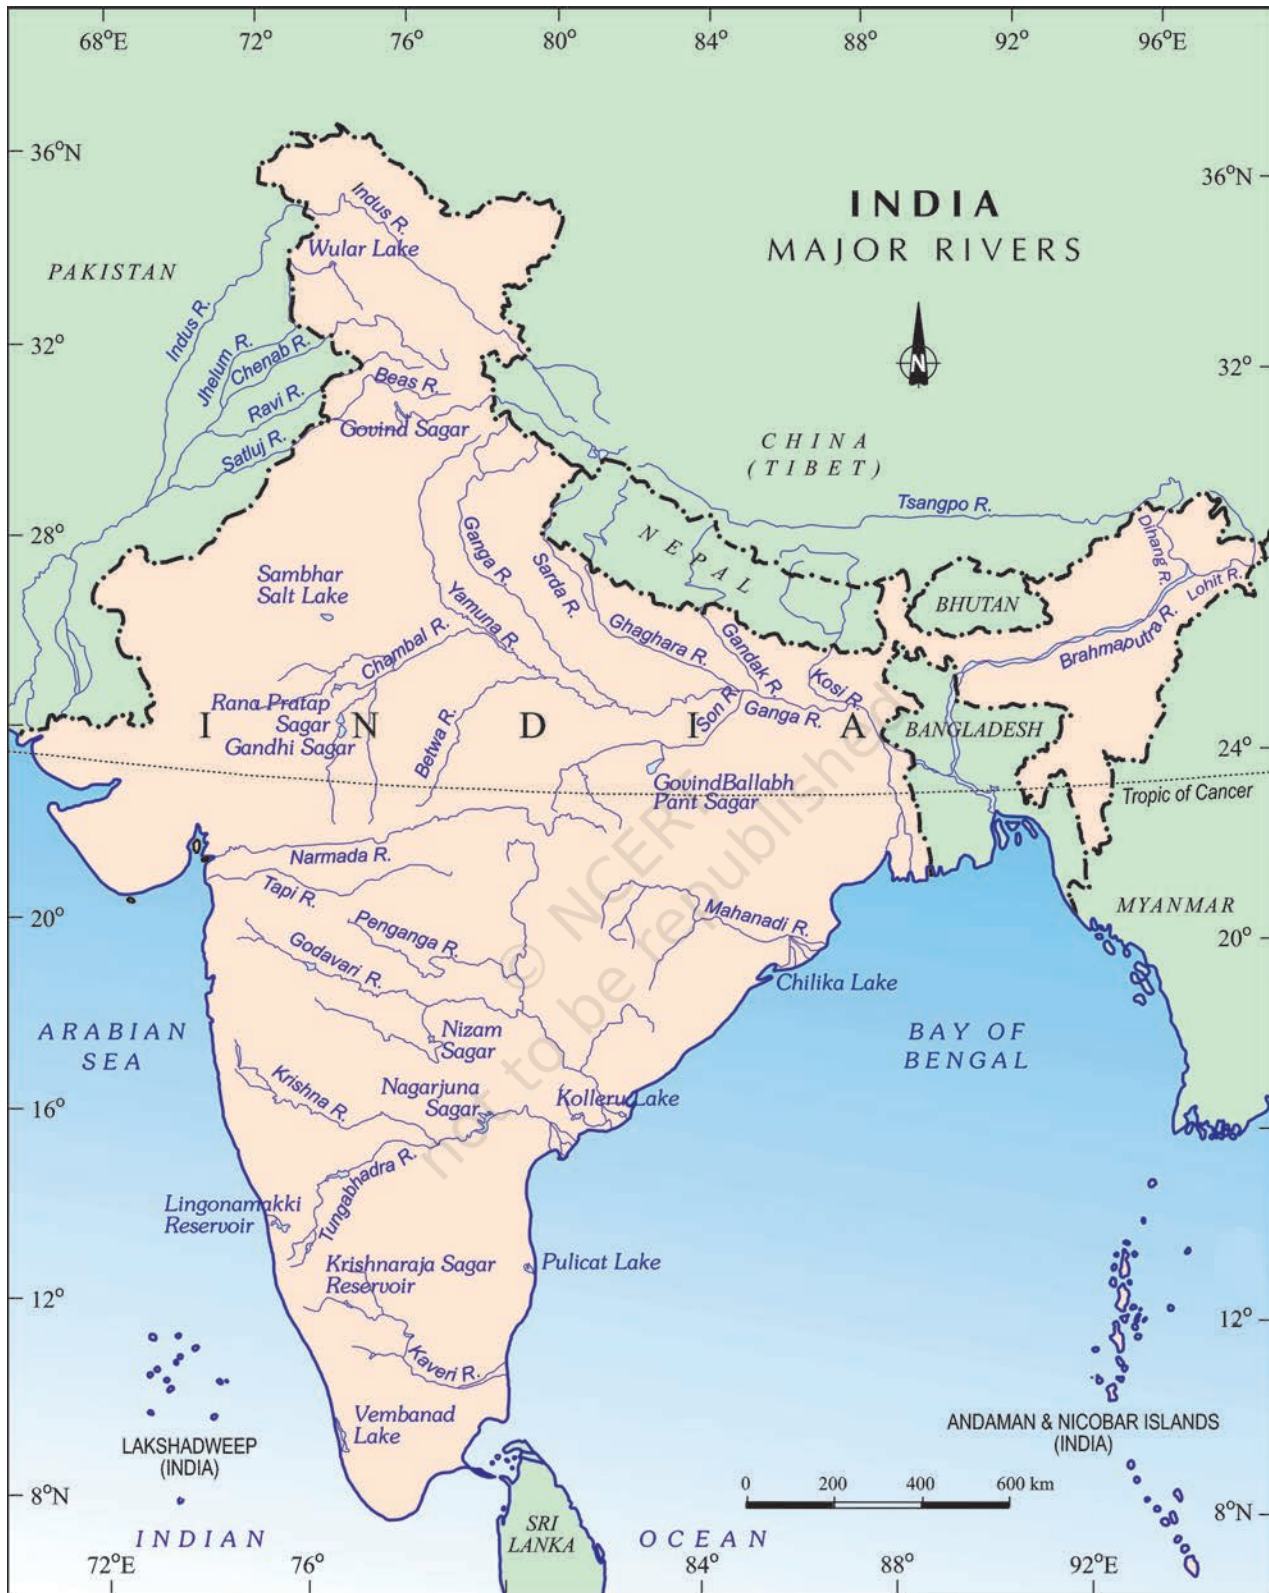 68°E 72° 76° 80° 84° 88° 92° 96°E
36°N
36°N
INDIA
MAJOR RIVERS
Indus R.
Wular Lake
PAKISTAN
N
Indus R.
32°
32°
Jhelum R.
Chenab R.
Beas R.
Ravi R.
Govind Sagar
Satluj R.
CHINA
(TIBET)
Tsangpo R.
28°
28°
NEPAL
Dihang R.
Lohit R.
Ganga R.
Sarda R.
Sambhar
Salt Lake
BHUTAN
Yamuna R.
Ghaghara R.
Gandak R.
Brahmaputra R.
Chambal R.
Kosi R.
Rana Pratap
Sagar
Gandhi Sagar
Betwa R.
Son R.
Ganga R.
INDIA
BANGLADESH
24°
24°
GovindBallabh
Pant Sagar
Tropic of Cancer
Narmada R.
Tapi R.
Penganga R.
Mahanadi R.
MYANMAR
20°
20°
Godavari R.
© NCERT
not to be republished
Chilika Lake
ARABIAN
SEA
Nizam
Sagar
BAY OF
BENGAL
Krishna R.
Nagarjuna
Sagar
Kolleru Lake
16°
Tungabhadra R.
Lingonamakki
Reservoir
Krishnaraja Sagar
Reservoir
Pulicat Lake
12°
12°
Kaveri R.
Vembanad
Lake
LAKSHADWEEP
(INDIA)
ANDAMAN & NICOBAR ISLANDS
(INDIA)
0 200 400 600 km
8°N
8°N
SRI
LANKA
INDIAN OCEAN
72°E 76° 84° 88° 92°E